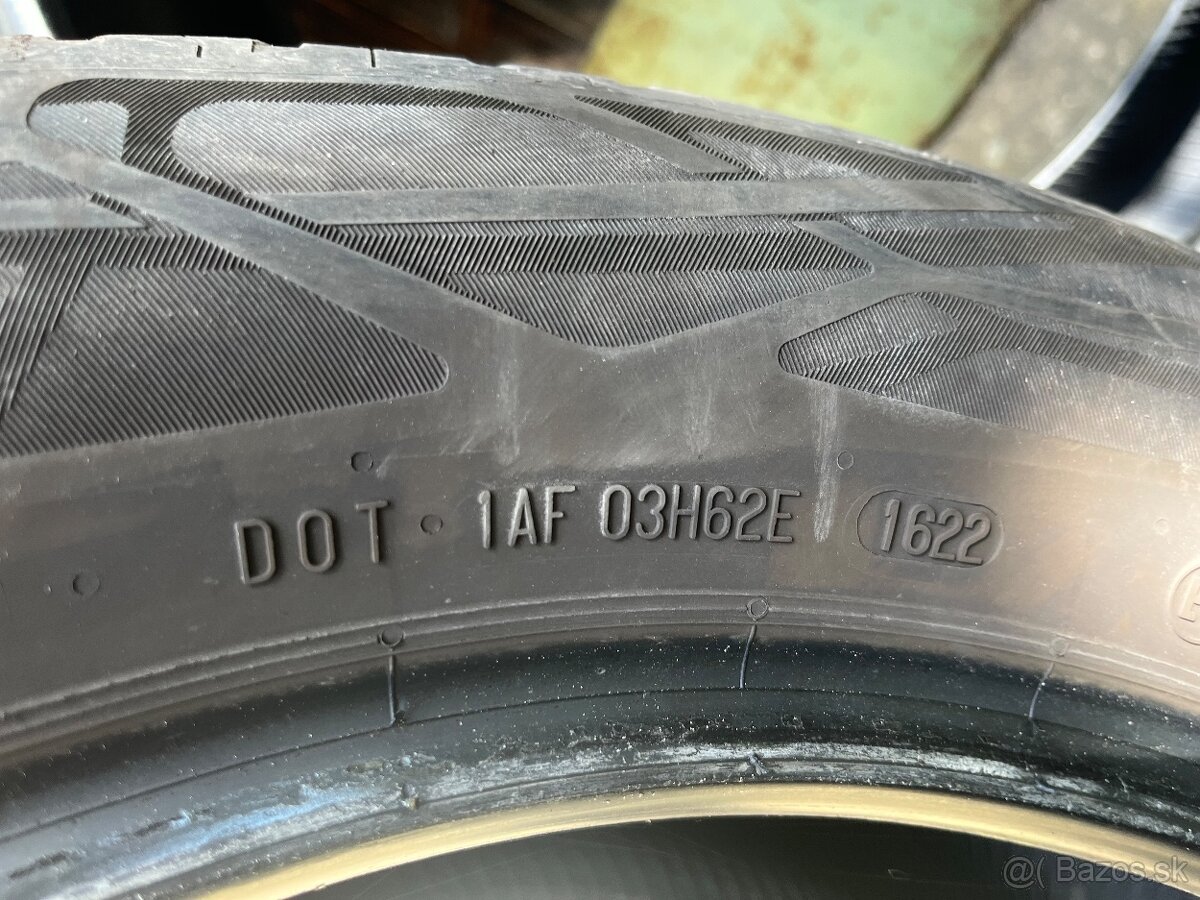 DOT 1AF 03H62E 1622
@( Bazos.sk